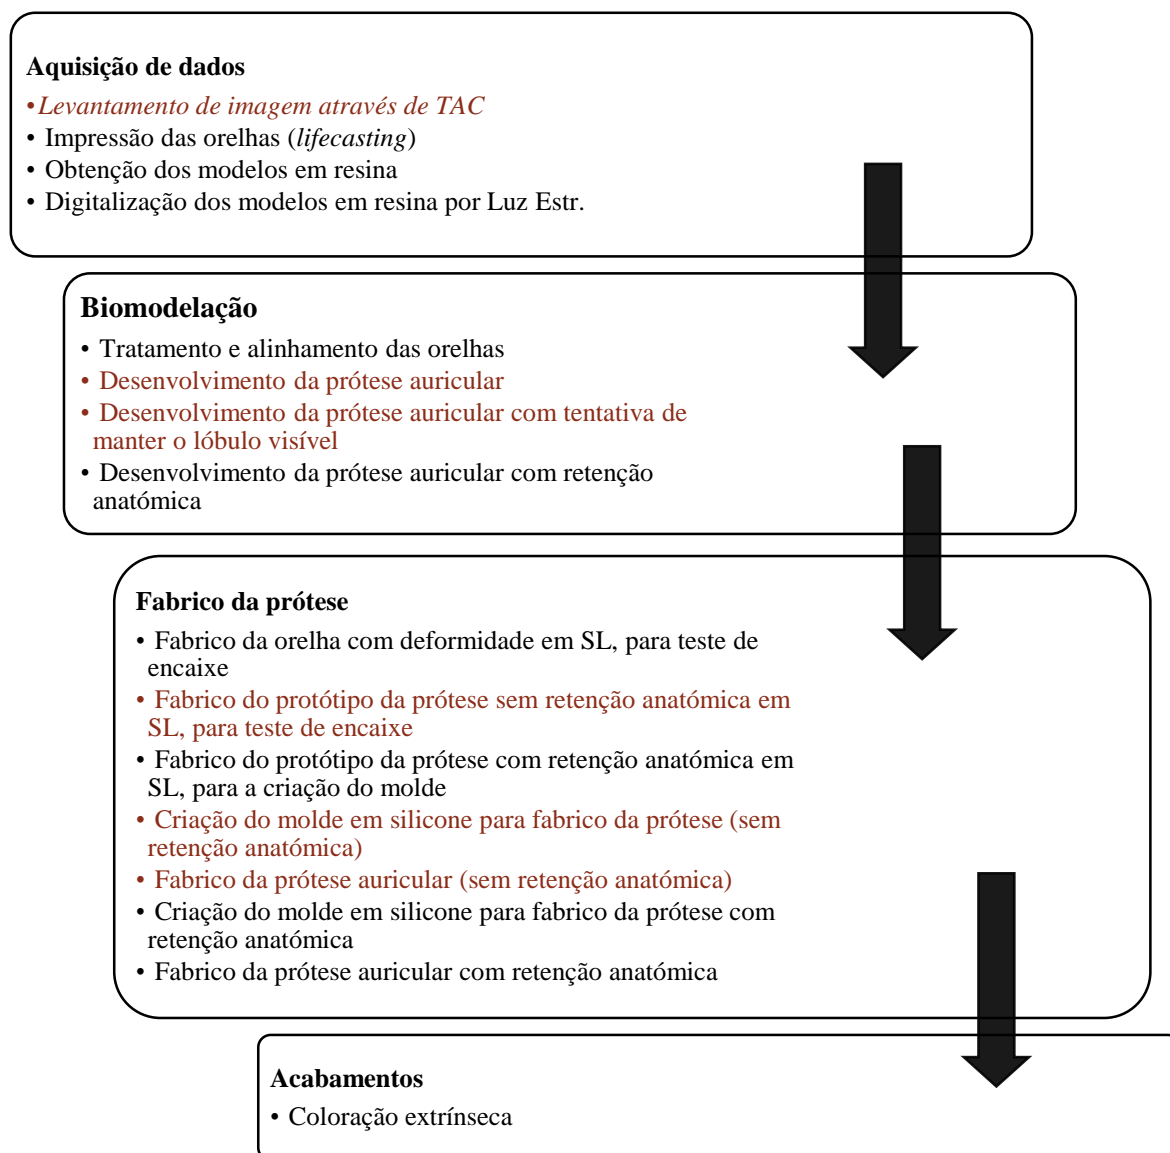 Aquisição de dados
•Levantamento de imagem através de TAC
• Impressão das orelhas (lifecasting)
• Obtenção dos modelos em resina
• Digitalização dos modelos em resina por Luz Estr.
Biomodelação
• Tratamento e alinhamento das orelhas
• Desenvolvimento da prótese auricular
• Desenvolvimento da prótese auricular com tentativa de
manter o lóbulo visível
• Desenvolvimento da prótese auricular com retenção
anatómica
Fabrico da prótese
• Fabrico da orelha com deformidade em SL, para teste de
encaixe
• Fabrico do protótipo da prótese sem retenção anatómica em
SL, para teste de encaixe
• Fabrico do protótipo da prótese com retenção anatómica em
SL, para a criação do molde
• Criação do molde em silicone para fabrico da prótese (sem
retenção anatómica)
• Fabrico da prótese auricular (sem retenção anatómica)
• Criação do molde em silicone para fabrico da prótese com
retenção anatómica
• Fabrico da prótese auricular com retenção anatómica
Acabamentos
• Coloração extrínseca